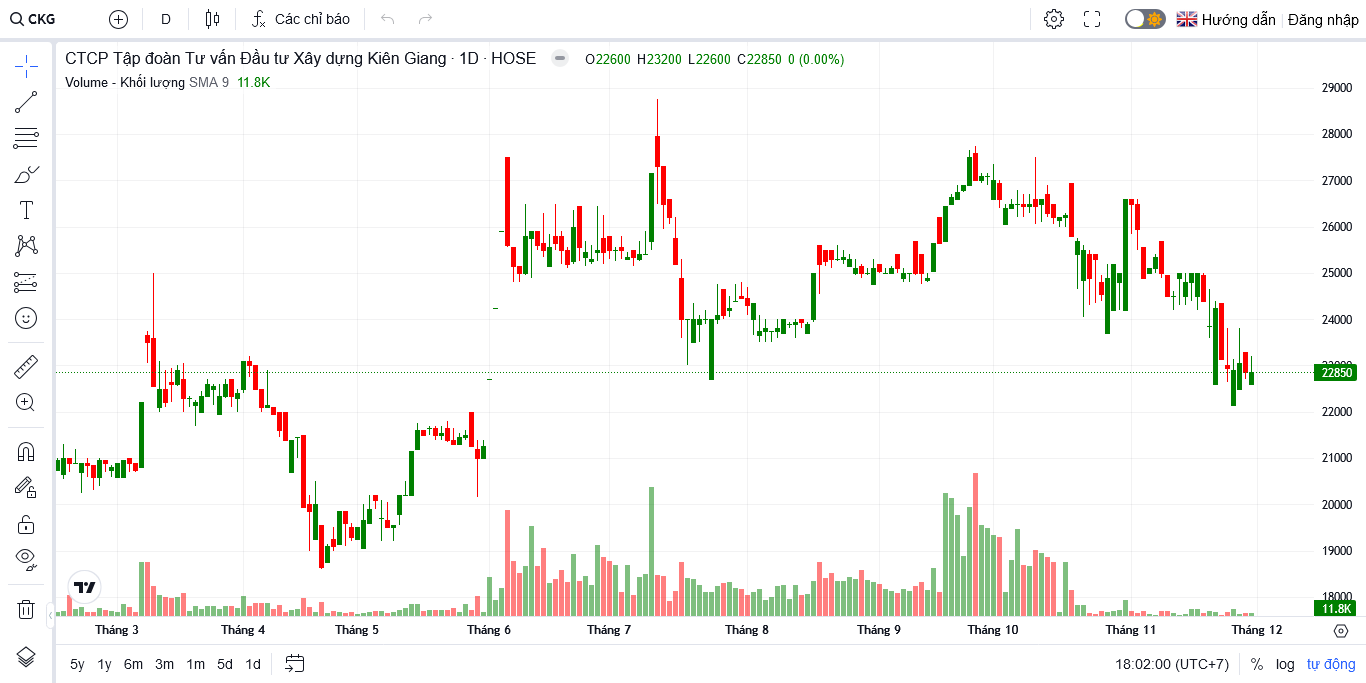 CKG D Các chỉ báo Hướng dẫn Đăng nhập
CTCP Tập đoàn Tư vấn Đầu tư Xây dựng Kiên Giang · 1D · HOSE O22600 H23200 L22600 C22850 0 (0.00%)
Volume - Khối lượng SMA 9 11.8K
29000
28000
27000
26000
25000
24000
23000
22850
22000
21000
20000
19000
18000
11.8K
Tháng 3 Tháng 4 Tháng 5 Tháng 6 Tháng 7 Tháng 8 Tháng 9 Tháng 10 Tháng 11 Tháng 12
5y 1y 6m 3m 1m 5d 1d 18:02:00 (UTC+7) % log tự động